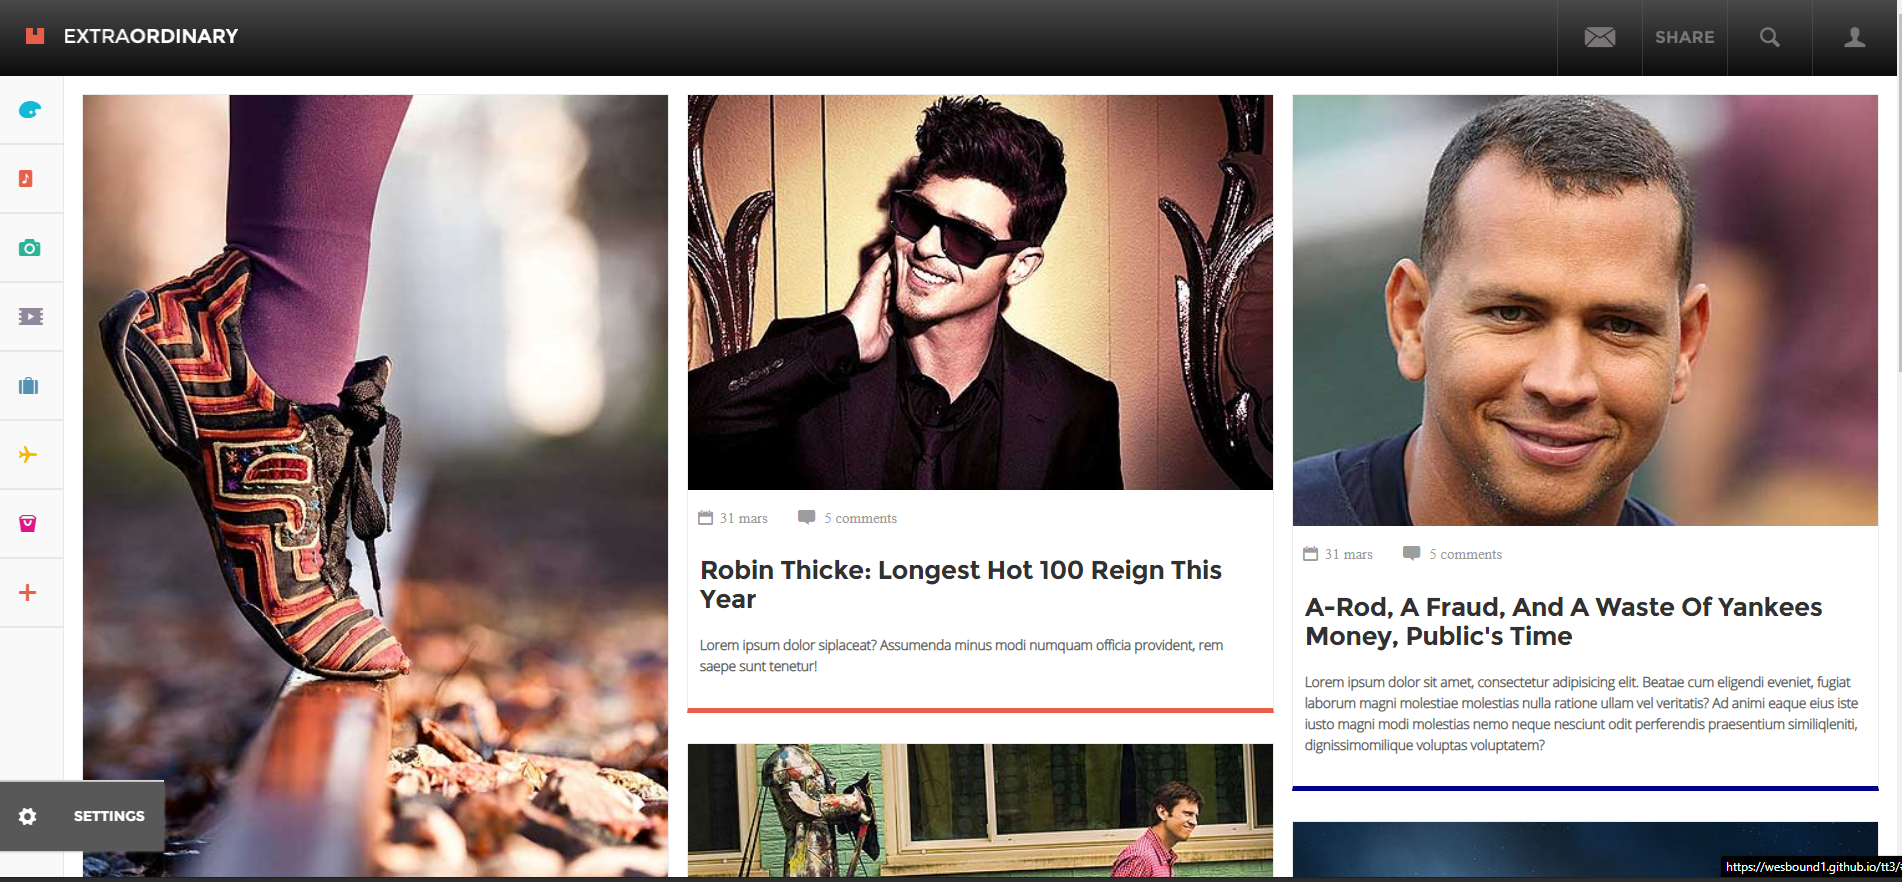 EXTRAORDINARY
SHARE
31 mars 5 comments
Robin Thicke: Longest Hot 100 Reign This
Year
Lorem ipsum dolor siplaceat? Assumenda minus modi numquam officia provident, rem
saepe sunt tenetur!
31 mars 5 comments
A-Rod, A Fraud, And A Waste Of Yankees
Money, Public's Time
Lorem ipsum dolor sit amet, consectetur adipisicing elit. Beatae cum eligendi eveniet, fugiat
laborum magni molestiae molestias nulla ratione ullam vel veritatis? Ad animi eaque eius iste
iusto magni modi molestias nemo neque nesciunt odit perferendis praesentium similiqleniti,
dignissimomilique voluptas voluptatem?
SETTINGS
https://wesbound1.github.io/tt3/